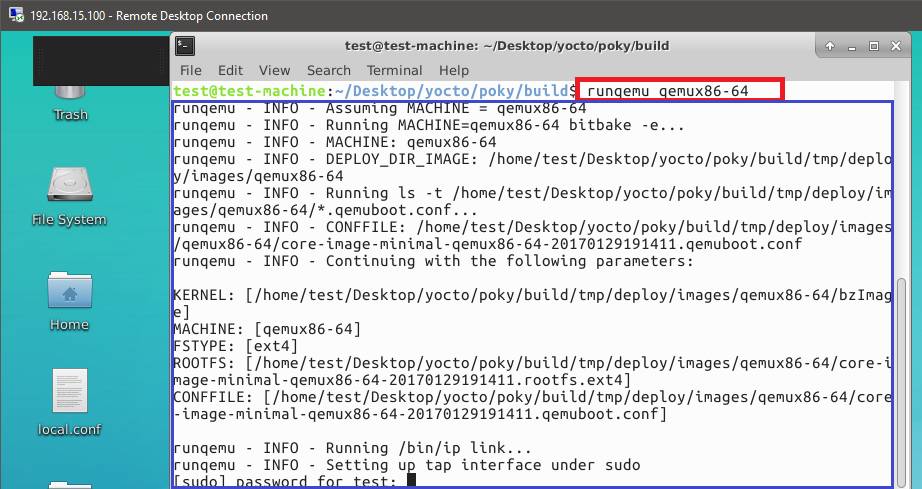 192.168.15.100 - Remote Desktop Connection
test@test-machine: ~/Desktop/yocto/poky/build
File Edit View Search Terminal Help
test@test-machine:~/Desktop/yocto/poky/build$ runqemu qemux86-64
runqemu - INFO - Assuming MACHINE = qemux86-64
runqemu - INFO - Running MACHINE=qemux86-64 bitbake -e...
runqemu - INFO - MACHINE: qemux86-64
runqemu - INFO - DEPLOY_DIR_IMAGE: /home/test/Desktop/yocto/poky/build/tmp/deplo
y/images/qemux86-64
runqemu - INFO - Running ls -t /home/test/Desktop/yocto/poky/build/tmp/deploy/im
ages/qemux86-64/*.qemuboot.conf...
runqemu - INFO - CONFFILE: /home/test/Desktop/yocto/poky/build/tmp/deploy/images
/qemux86-64/core-image-minimal-qemux86-64-20170129191411.qemuboot.conf
runqemu - INFO - Continuing with the following parameters:
KERNEL: [/home/test/Desktop/yocto/poky/build/tmp/deploy/images/qemux86-64/bzImag
e]
MACHINE: [qemux86-64]
FSTYPE: [ext4]
ROOTFS: [/home/test/Desktop/yocto/poky/build/tmp/deploy/images/qemux86-64/core-i
mage-minimal-qemux86-64-20170129191411.rootfs.ext4]
CONFFILE: [/home/test/Desktop/yocto/poky/build/tmp/deploy/images/qemux86-64/core
-image-minimal-qemux86-64-20170129191411.qemuboot.conf]
runqemu - INFO - Running /bin/ip link...
runqemu - INFO - Setting up tap interface under sudo
[sudo] password for test:
Trash
File System
Home
local.conf